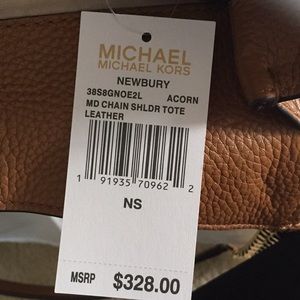 MICHAEL
MICHAEL KORS
NEWBURY
38S8GNOE2L ACORN
MD CHAIN SHLDR TOTE
LEATHER
1 91935 70962 2
NS
MSRP $328.00